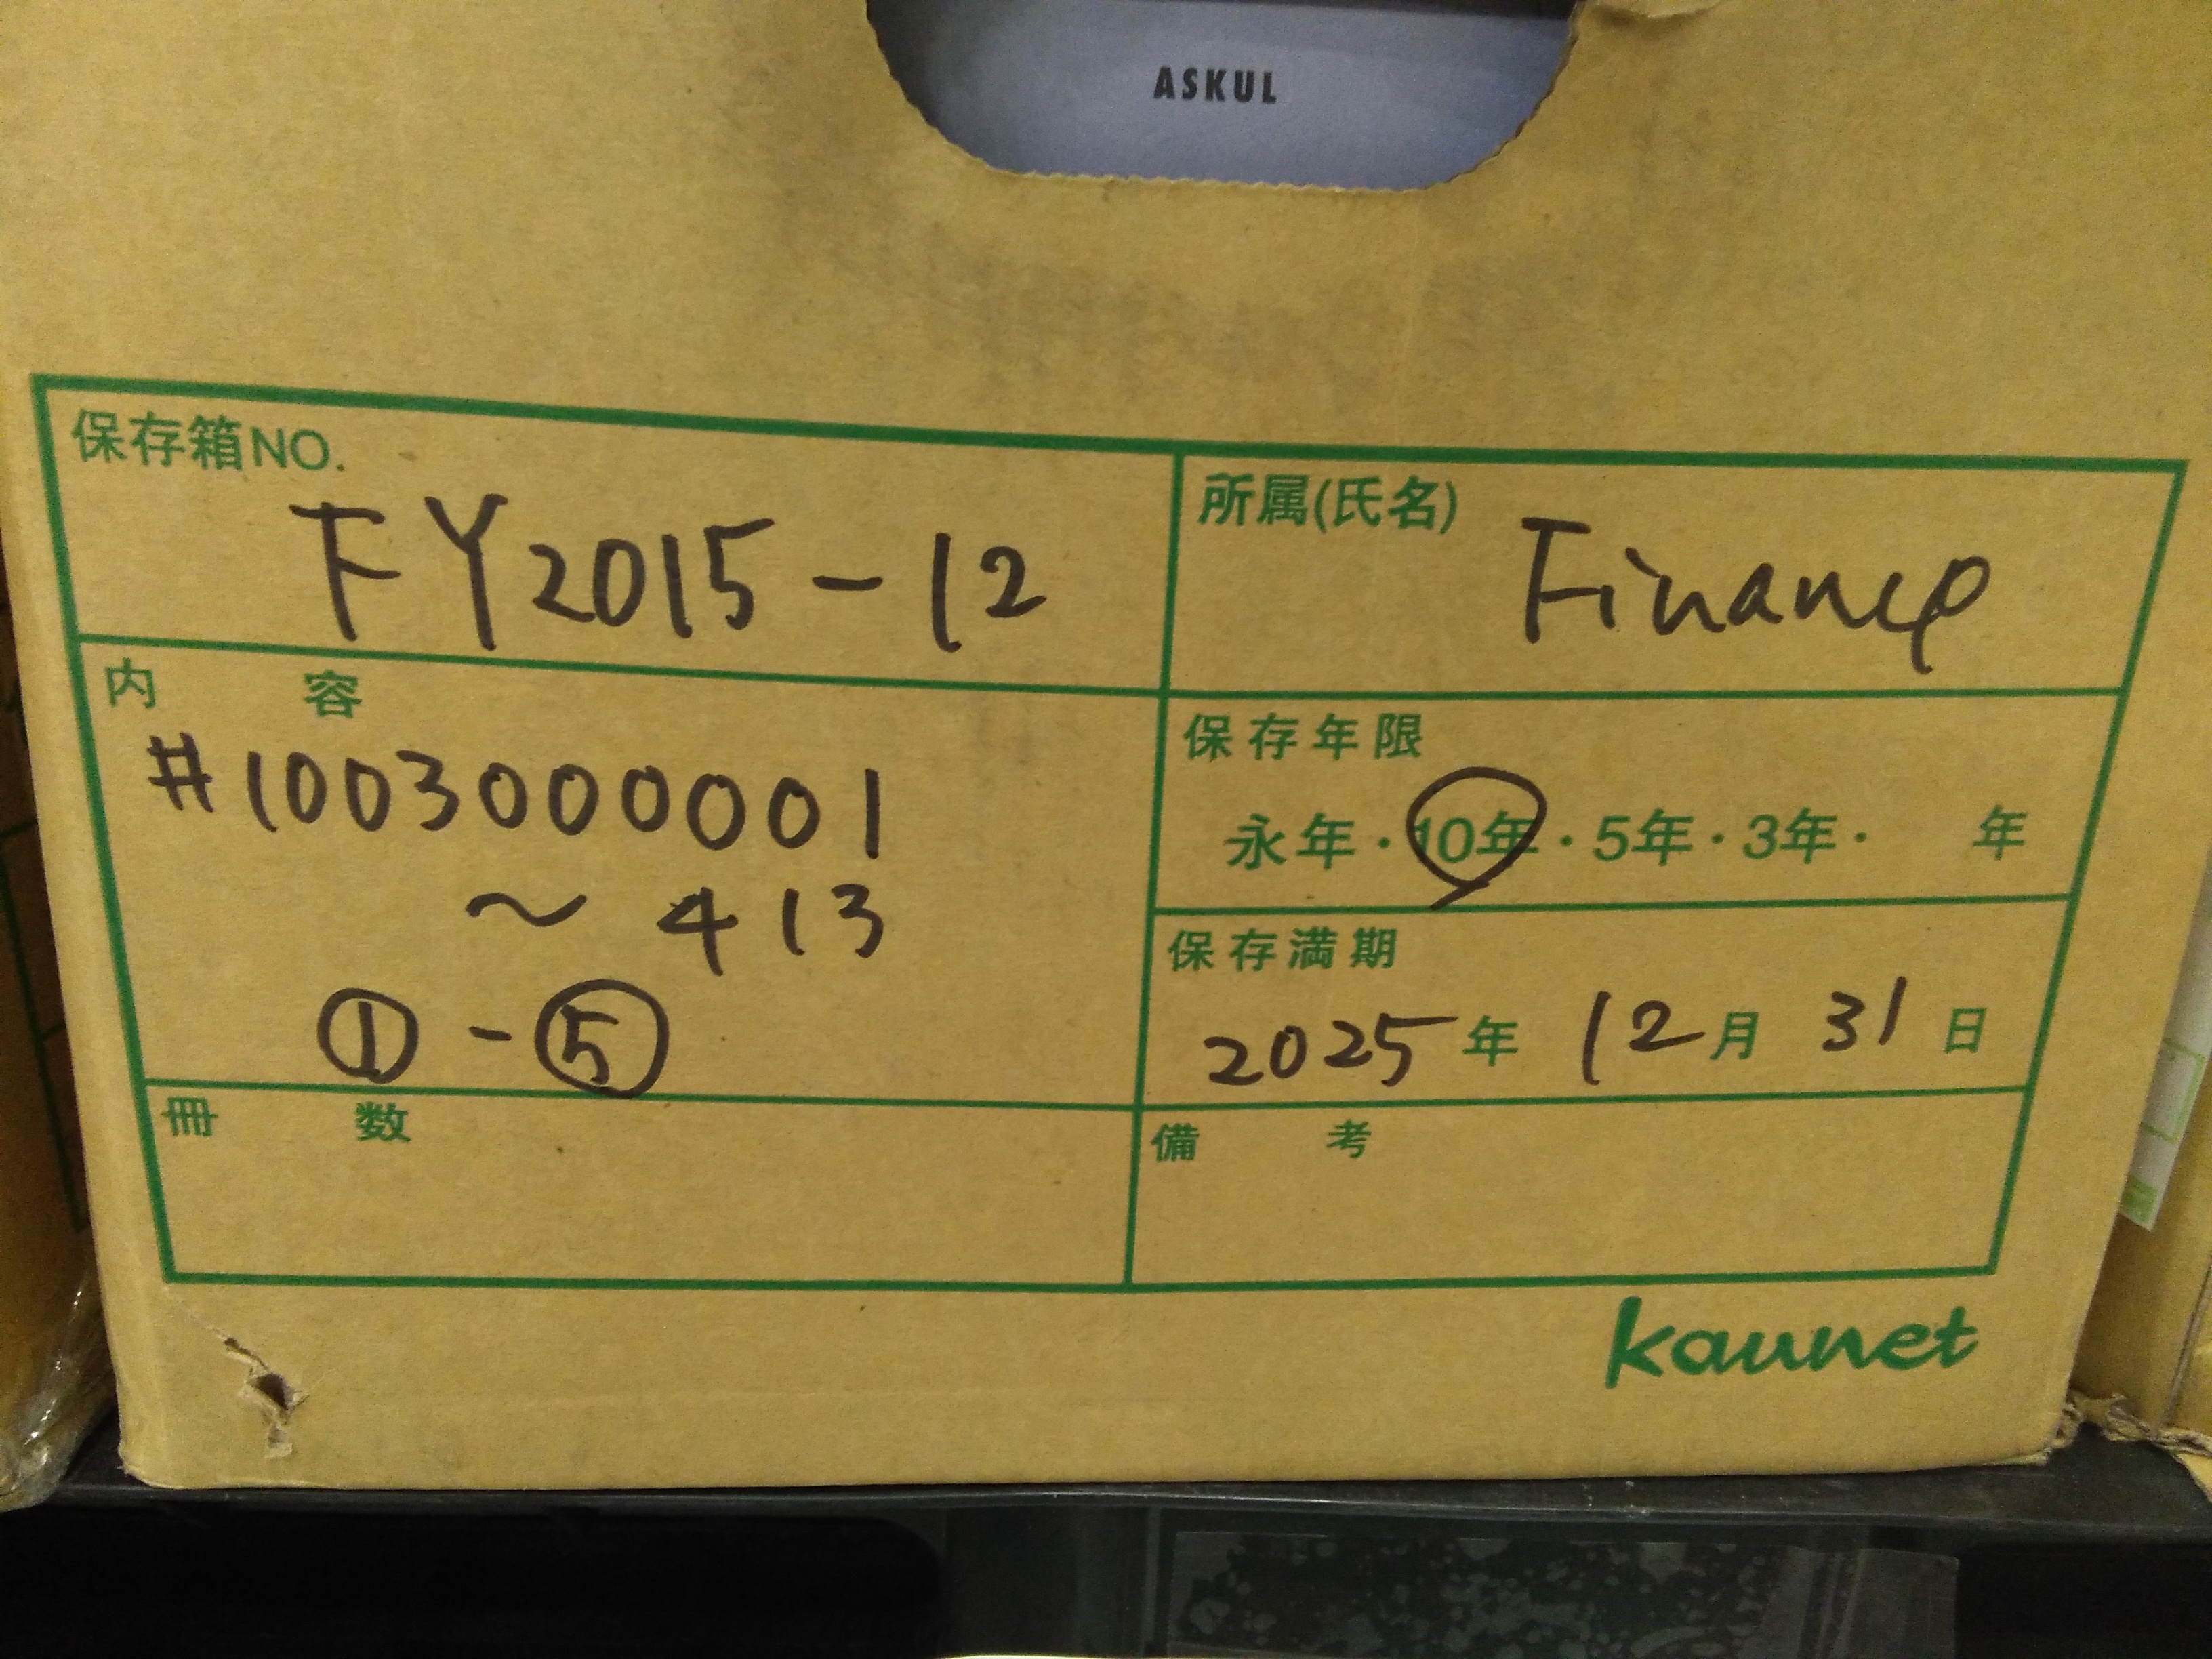 ASKUL
保存箱NO.
FY2015-12
所属(氏名)
Finance
内容
#1003000001
～413
①-⑤
保存年限
永年・10年・5年・3年・ 年
保存満期
2025年 12月 31日
冊数
備考
kaunet